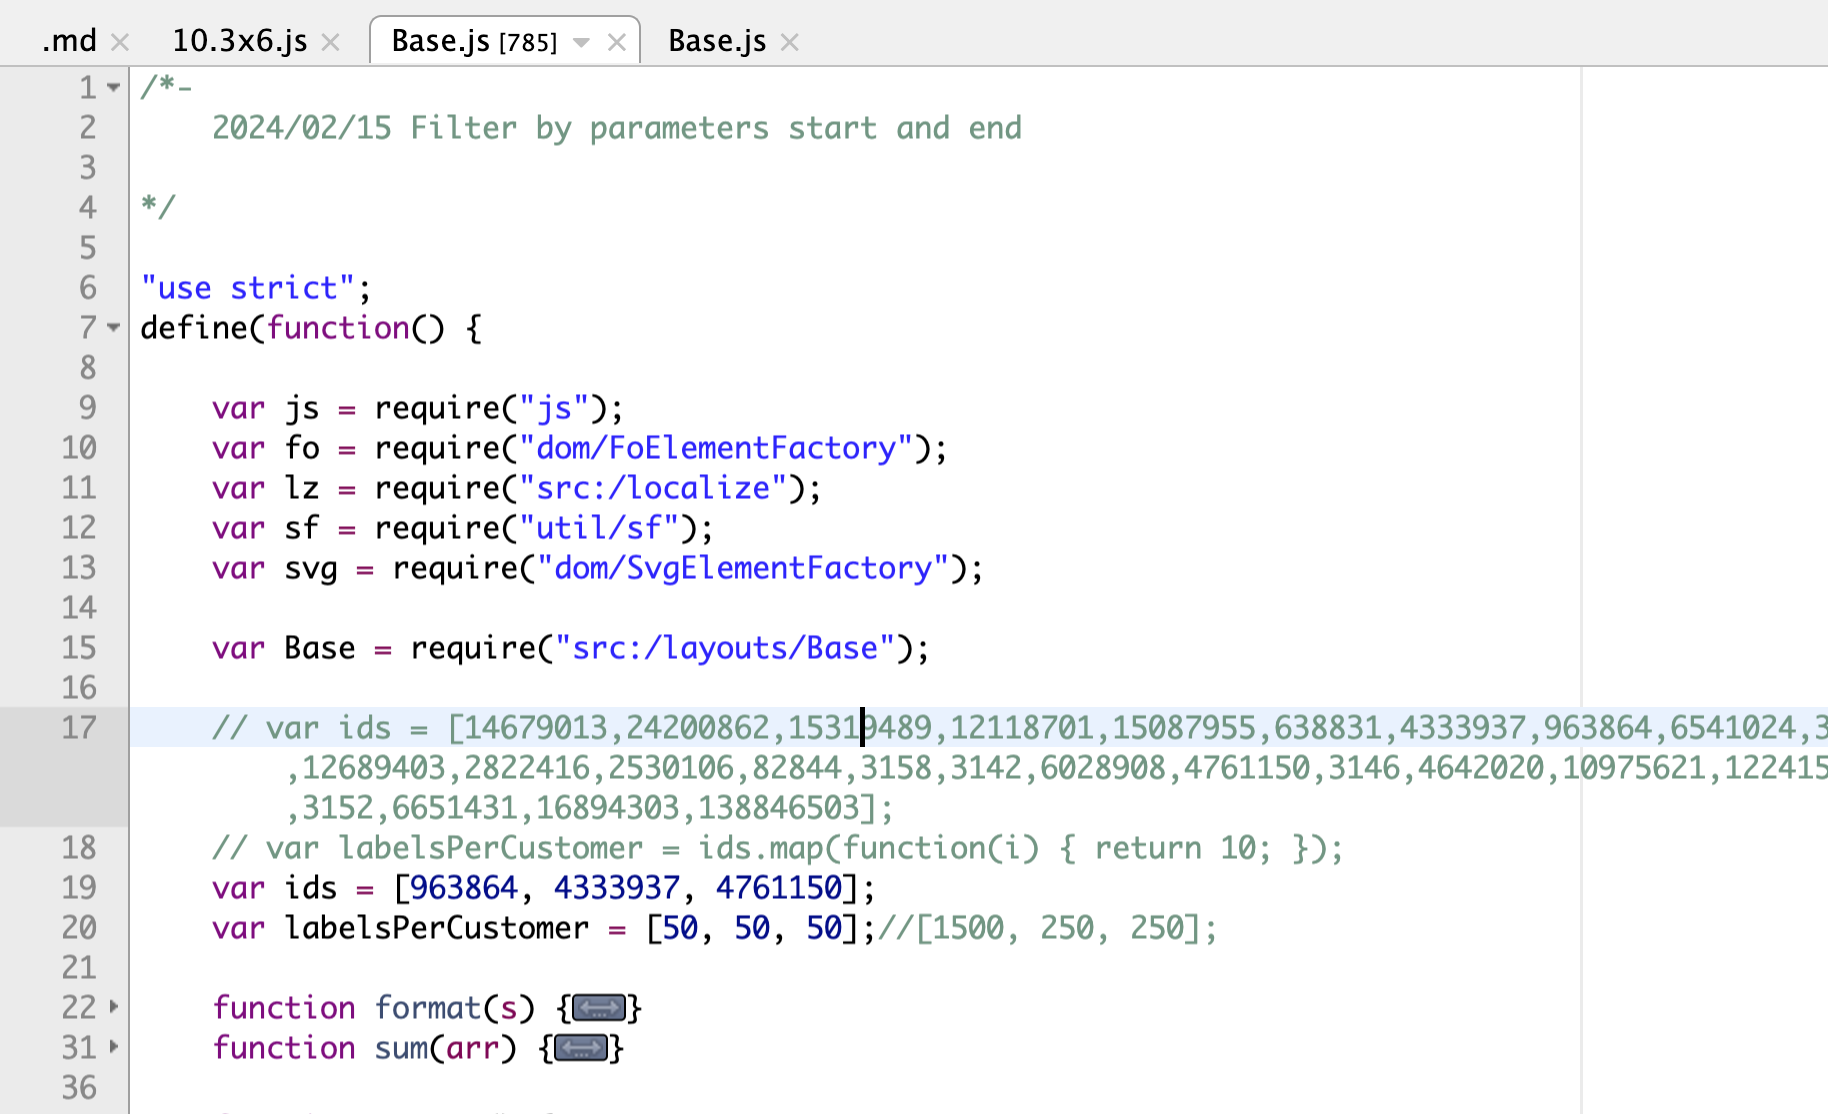 .md × 10.3x6.js × Base.js [785] × Base.js ×
1 /*-
2 2024/02/15 Filter by parameters start and end
3
4 */
5
6 "use strict";
7 define(function() {
8
9 var js = require("js");
10 var fo = require("dom/FoElementFactory");
11 var lz = require("src:/localize");
12 var sf = require("util/sf");
13 var svg = require("dom/SvgElementFactory");
14
15 var Base = require("src:/layouts/Base");
16
17 // var ids = [14679013,24200862,15319489,12118701,15087955,638831,4333937,963864,6541024,3
,12689403,2822416,2530106,82844,3158,3142,6028908,4761150,3146,4642020,10975621,122415
,3152,6651431,16894303,138846503];
18 // var labelsPerCustomer = ids.map(function(i) { return 10; });
19 var ids = [963864, 4333937, 4761150];
20 var labelsPerCustomer = [50, 50, 50];//[1500, 250, 250];
21
22 function format(s) {...}
31 function sum(arr) {...}
36